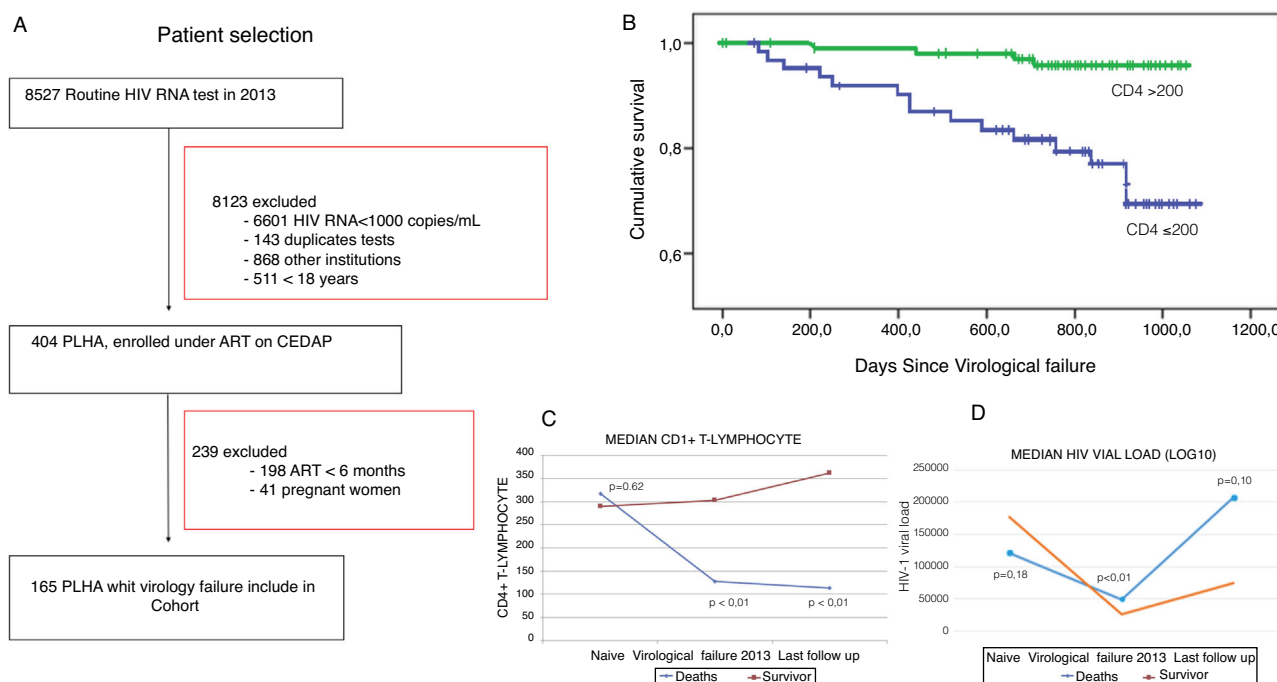 A
Patient selection
8527 Routine HIV RNA test in 2013
8123 excluded
- 6601 HIV RNA<1000 copies/mL
- 143 duplicates tests
- 868 other institutions
- 511 < 18 years
404 PLHA, enrolled under ART on CEDAP
239 excluded
- 198 ART < 6 months
- 41 pregnant women
165 PLHA whit virology failure include in
Cohort
B
Cumulative survival
1,0
0,8
0,6
CD4 >200
CD4 ≤200
0,0 200,0 400,0 600,0 800,0 1000,0 1200,0
Days Since Virological failure
C
MEDIAN CD1+ T-LYMPHOCYTE
CD4+ T-LYMPHOCYTE
400
350
300
250
200
150
100
50
0
p=0.62
p < 0,01
p < 0,01
Naive Virological failure 2013 Last follow up
Deaths Survivor
D
MEDIAN HIV VIAL LOAD (LOG10)
HIV-1 viral load
250000
200000
150000
100000
50000
0
p=0,18
p<0,01
p=0,10
Naive Virological failure 2013 Last follow up
Deaths Survivor